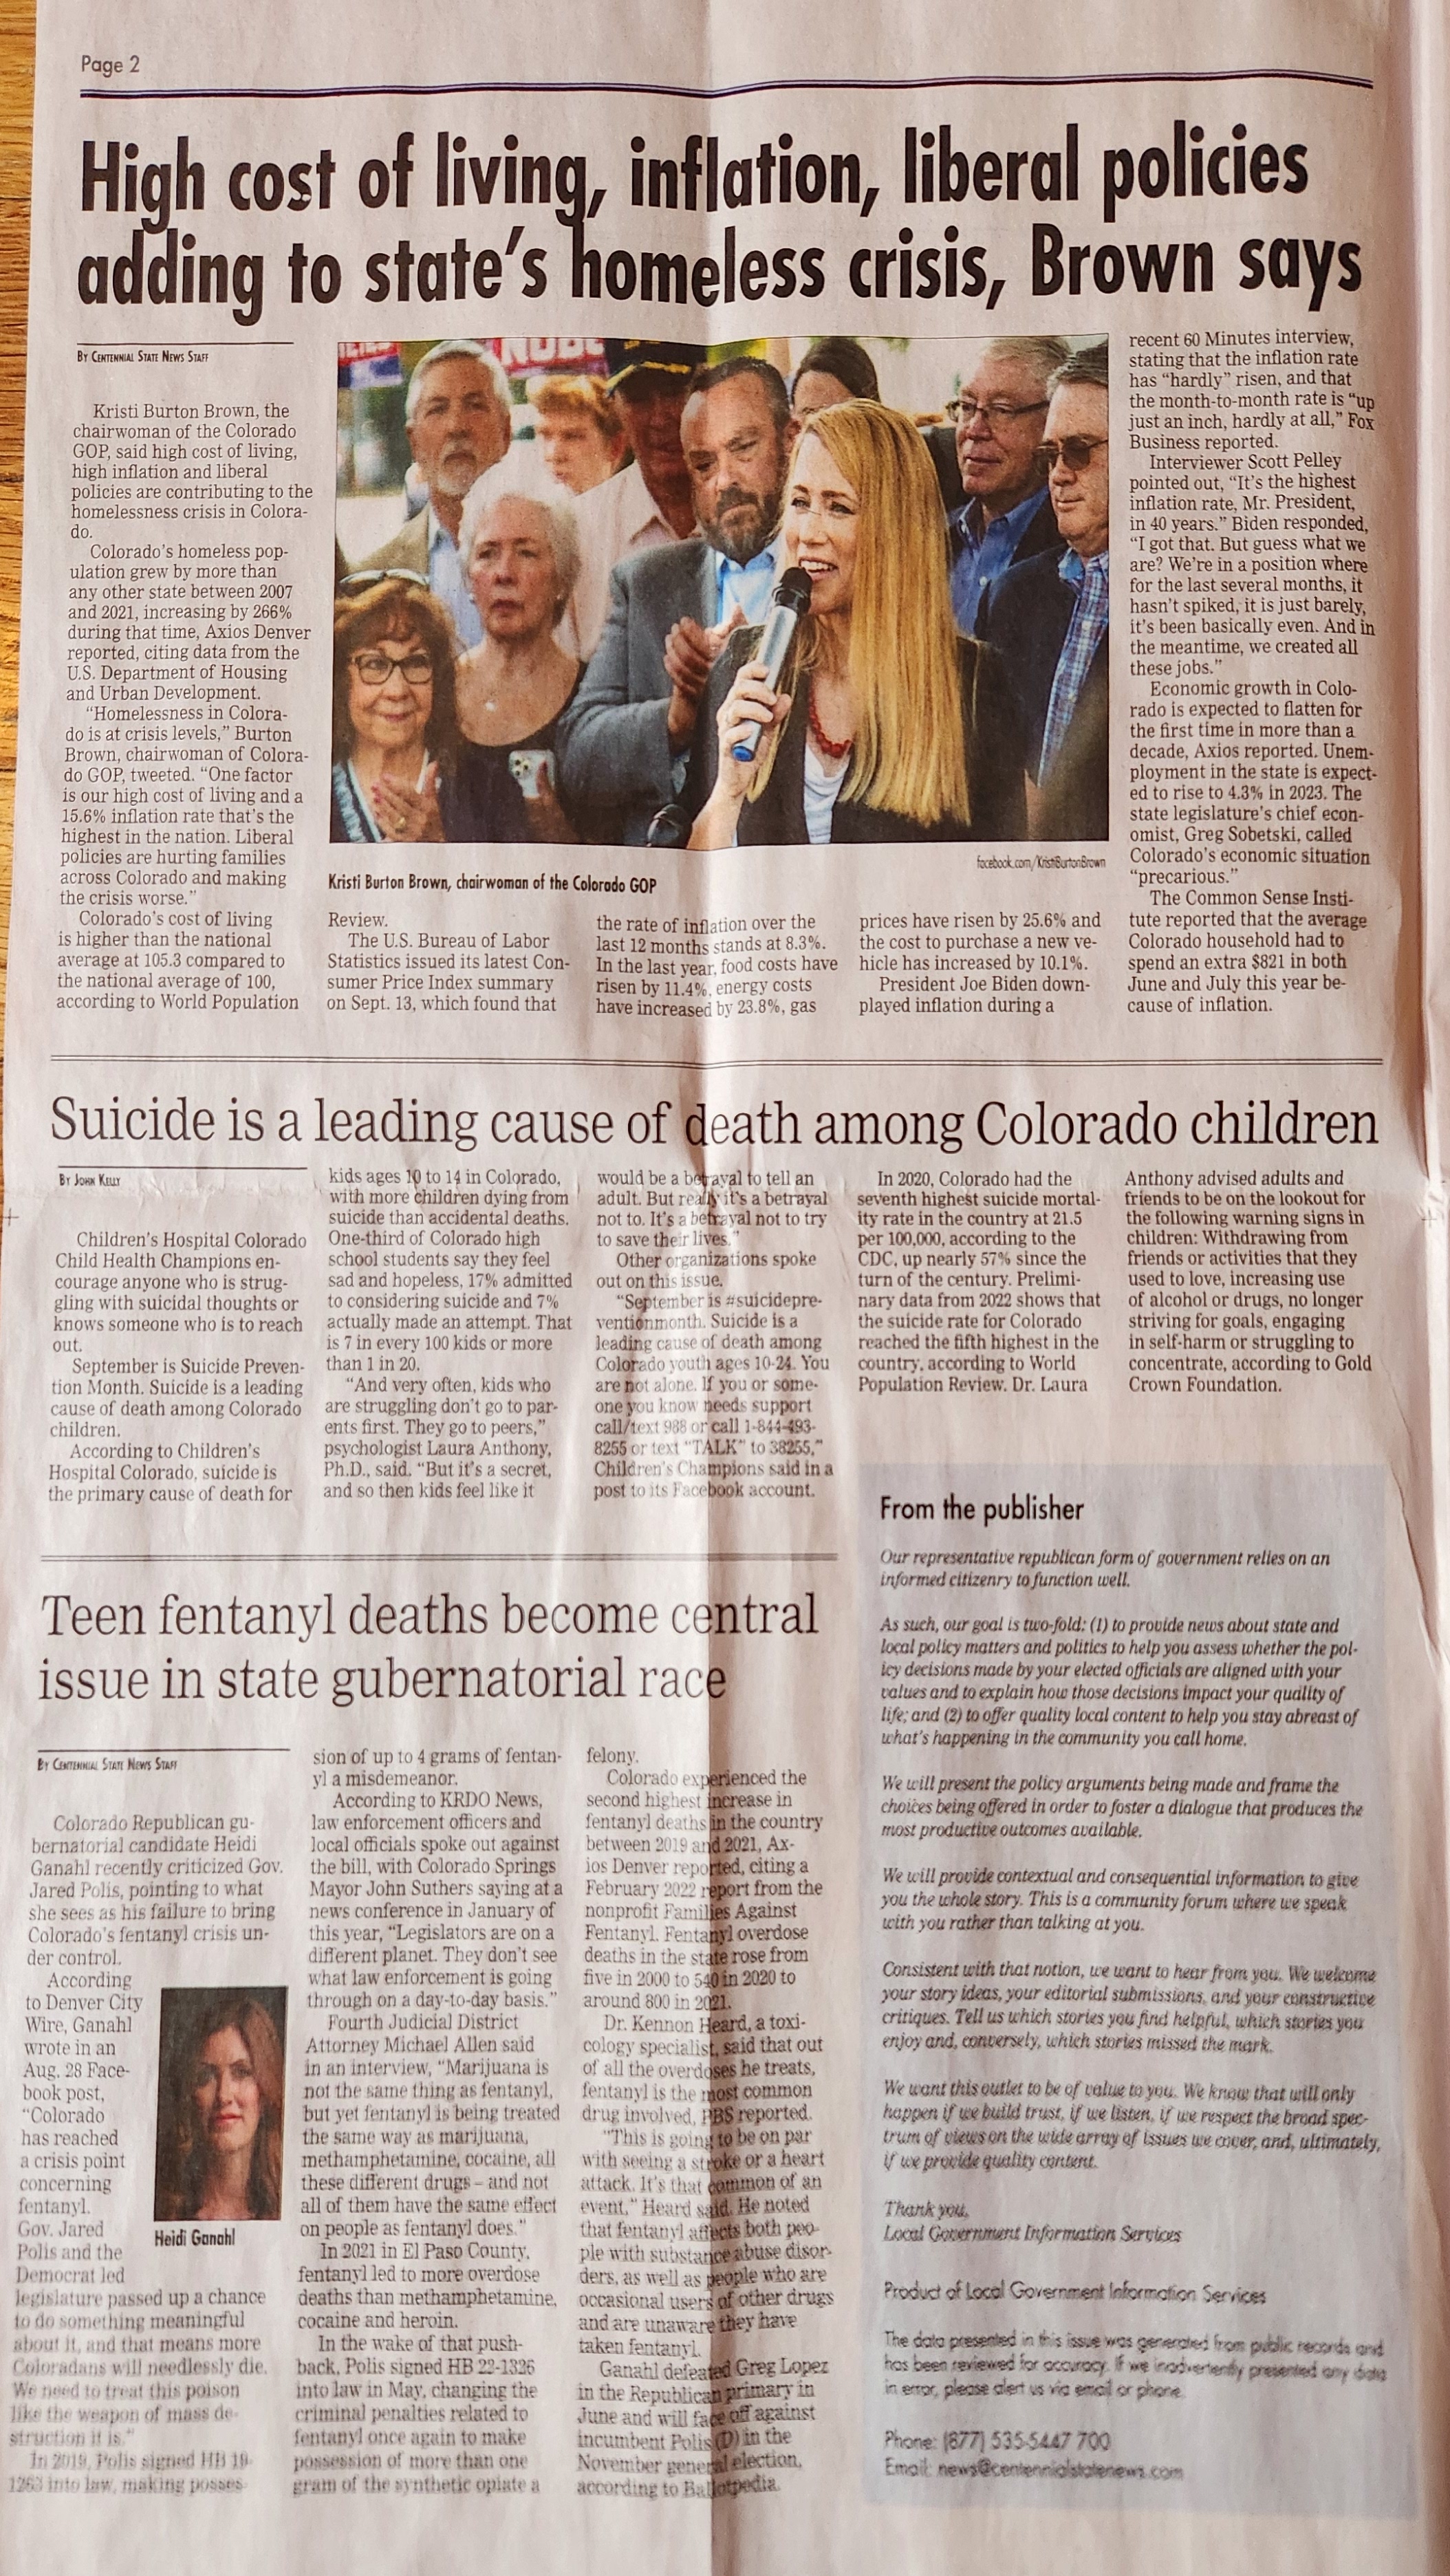 Page 2
High cost of living, inflation, liberal policies
adding to state's homeless crisis, Brown says
By Centennial State News Staff
Kristi Burton Brown, the
chairwoman of the Colorado
GOP, said high cost of living,
high inflation and liberal
policies are contributing to the
homelessness crisis in Colora-
do.
Colorado's homeless pop-
ulation grew by more than
any other state between 2007
and 2021, increasing by 266%
during that time, Axios Denver
reported, citing data from the
U.S. Department of Housing
and Urban Development.
"Homelessness in Colora-
do is at crisis levels," Burton
Brown, chairwoman of Colora-
do GOP, tweeted. "One factor
is our high cost of living and a
15.6% inflation rate that's the
highest in the nation. Liberal
policies are hurting families
across Colorado and making
the crisis worse."
Colorado's cost of living
is higher than the national
average at 105.3 compared to
the national average of 100,
according to World Population
facebook.com/KristiBurtonBrown
Kristi Burton Brown, chairwoman of the Colorado GOP
Review.
The U.S. Bureau of Labor
Statistics issued its latest Con-
sumer Price Index summary
on Sept. 13, which found that
the rate of inflation over the
last 12 months stands at 8.3%.
In the last year, food costs have
risen by 11.4%, energy costs
have increased by 23.8%, gas
prices have risen by 25.6% and
the cost to purchase a new ve-
hicle has increased by 10.1%.
President Joe Biden down-
played inflation during a
recent 60 Minutes interview,
stating that the inflation rate
has "hardly" risen, and that
the month-to-month rate is "up
just an inch, hardly at all," Fox
Business reported.
Interviewer Scott Pelley
pointed out, "It's the highest
inflation rate, Mr. President,
in 40 years." Biden responded,
"I got that. But guess what we
are? We're in a position where
for the last several months, it
hasn't spiked, it is just barely,
it's been basically even. And in
the meantime, we created all
these jobs."
Economic growth in Colo-
rado is expected to flatten for
the first time in more than a
decade, Axios reported. Unem-
ployment in the state is expect-
ed to rise to 4.3% in 2023. The
state legislature's chief econ-
omist, Greg Sobetski, called
Colorado's economic situation
"precarious."
The Common Sense Insti-
tute reported that the average
Colorado household had to
spend an extra $821 in both
June and July this year be-
cause of inflation.
Suicide is a leading cause of death among Colorado children
By John Kelly
Children's Hospital Colorado
Child Health Champions en-
courage anyone who is strug-
gling with suicidal thoughts or
knows someone who is to reach
out.
September is Suicide Preven-
tion Month. Suicide is a leading
cause of death among Colorado
children.
According to Children's
Hospital Colorado, suicide is
the primary cause of death for
kids ages 10 to 14 in Colorado,
with more children dying from
suicide than accidental deaths.
One-third of Colorado high
school students say they feel
sad and hopeless, 17% admitted
to considering suicide and 7%
actually made an attempt. That
is 7 in every 100 kids or more
than 1 in 20.
"And very often, kids who
are struggling don't go to par-
ents first. They go to peers,"
psychologist Laura Anthony,
Ph.D., said. "But it's a secret,
and so then kids feel like it
would be a betrayal to tell an
adult. But really it's a betrayal
not to. It's a betrayal not to try
to save their lives."
Other organizations spoke
out on this issue.
"September is #suicidepre-
ventionmonth. Suicide is a
leading cause of death among
Colorado youth ages 10-24. You
are not alone. If you or some-
one you know needs support
call/text 988 or call 1-844-493-
8255 or text "TALK" to 38255,"
Children's Champions said in a
post to its Facebook account.
In 2020, Colorado had the
seventh highest suicide mortal-
ity rate in the country at 21.5
per 100,000, according to the
CDC, up nearly 57% since the
turn of the century. Prelimi-
nary data from 2022 shows that
the suicide rate for Colorado
reached the fifth highest in the
country, according to World
Population Review. Dr. Laura
Anthony advised adults and
friends to be on the lookout for
the following warning signs in
children: Withdrawing from
friends or activities that they
used to love, increasing use
of alcohol or drugs, no longer
striving for goals, engaging
in self-harm or struggling to
concentrate, according to Gold
Crown Foundation.
Teen fentanyl deaths become central
issue in state gubernatorial race
By Centennial State News Staff
Colorado Republican gu-
bernatorial candidate Heidi
Ganahl recently criticized Gov.
Jared Polis, pointing to what
she sees as his failure to bring
Colorado's fentanyl crisis un-
der control.
According
to Denver City
Wire, Ganahl
wrote in an
Aug. 28 Face-
book post,
"Colorado
has reached
a crisis point
concerning
fentanyl.
Gov. Jared
Polis and the
Democrat led
legislature passed up a chance
to do something meaningful
about it, and that means more
Coloradans will needlessly die.
We need to treat this poison
like the weapon of mass de-
struction it is."
In 2019, Polis signed HB 19-
1263 into law, making posses-
Heidi Ganahl
sion of up to 4 grams of fentan-
yl a misdemeanor.
According to KRDO News,
law enforcement officers and
local officials spoke out against
the bill, with Colorado Springs
Mayor John Suthers saying at a
news conference in January of
this year, "Legislators are on a
different planet. They don't see
what law enforcement is going
through on a day-to-day basis."
Fourth Judicial District
Attorney Michael Allen said
in an interview, "Marijuana is
not the same thing as fentanyl,
but yet fentanyl is being treated
the same way as marijuana,
methamphetamine, cocaine, all
these different drugs – and not
all of them have the same effect
on people as fentanyl does."
In 2021 in El Paso County,
fentanyl led to more overdose
deaths than methamphetamine,
cocaine and heroin.
In the wake of that push-
back, Polis signed HB 22-1326
into law in May, changing the
criminal penalties related to
fentanyl once again to make
possession of more than one
gram of the synthetic opiate a
felony.
Colorado experienced the
second highest increase in
fentanyl deaths in the country
between 2019 and 2021, Ax-
ios Denver reported, citing a
February 2022 report from the
nonprofit Families Against
Fentanyl. Fentanyl overdose
deaths in the state rose from
five in 2000 to 540 in 2020 to
around 800 in 2021.
Dr. Kennon Heard, a toxi-
cology specialist, said that out
of all the overdoses he treats,
fentanyl is the most common
drug involved, PBS reported.
"This is going to be on par
with seeing a stroke or a heart
attack. It's that common of an
event," Heard said. He noted
that fentanyl affects both peo-
ple with substance abuse disor-
ders, as well as people who are
occasional users of other drugs
and are unaware they have
taken fentanyl.
Ganahl defeated Greg Lopez
in the Republican primary in
June and will face off against
incumbent Polis (D) in the
November general election,
according to Ballotpedia.
From the publisher
Our representative republican form of government relies on an
informed citizenry to function well.
As such, our goal is two-fold: (1) to provide news about state and
local policy matters and politics to help you assess whether the pol-
icy decisions made by your elected officials are aligned with your
values and to explain how those decisions impact your quality of
life; and (2) to offer quality local content to help you stay abreast of
what's happening in the community you call home.
We will present the policy arguments being made and frame the
choices being offered in order to foster a dialogue that produces the
most productive outcomes available.
We will provide contextual and consequential information to give
you the whole story. This is a community forum where we speak
with you rather than talking at you.
Consistent with that notion, we want to hear from you. We welcome
your story ideas, your editorial submissions, and your constructive
critiques. Tell us which stories you find helpful, which stories you
enjoy and, conversely, which stories missed the mark.
We want this outlet to be of value to you. We know that will only
happen if we build trust, if we listen, if we respect the broad spec-
trum of views on the wide array of issues we cover, and, ultimately,
if we provide quality content.
Thank you,
Local Government Information Services
Product of Local Government Information Services
The data presented in this issue was generated from public records and
has been reviewed for accuracy. If we inadvertently presented any data
in error, please alert us via email or phone.
Phone: (877) 535-5447 700
Email: news@centennialstatenews.com